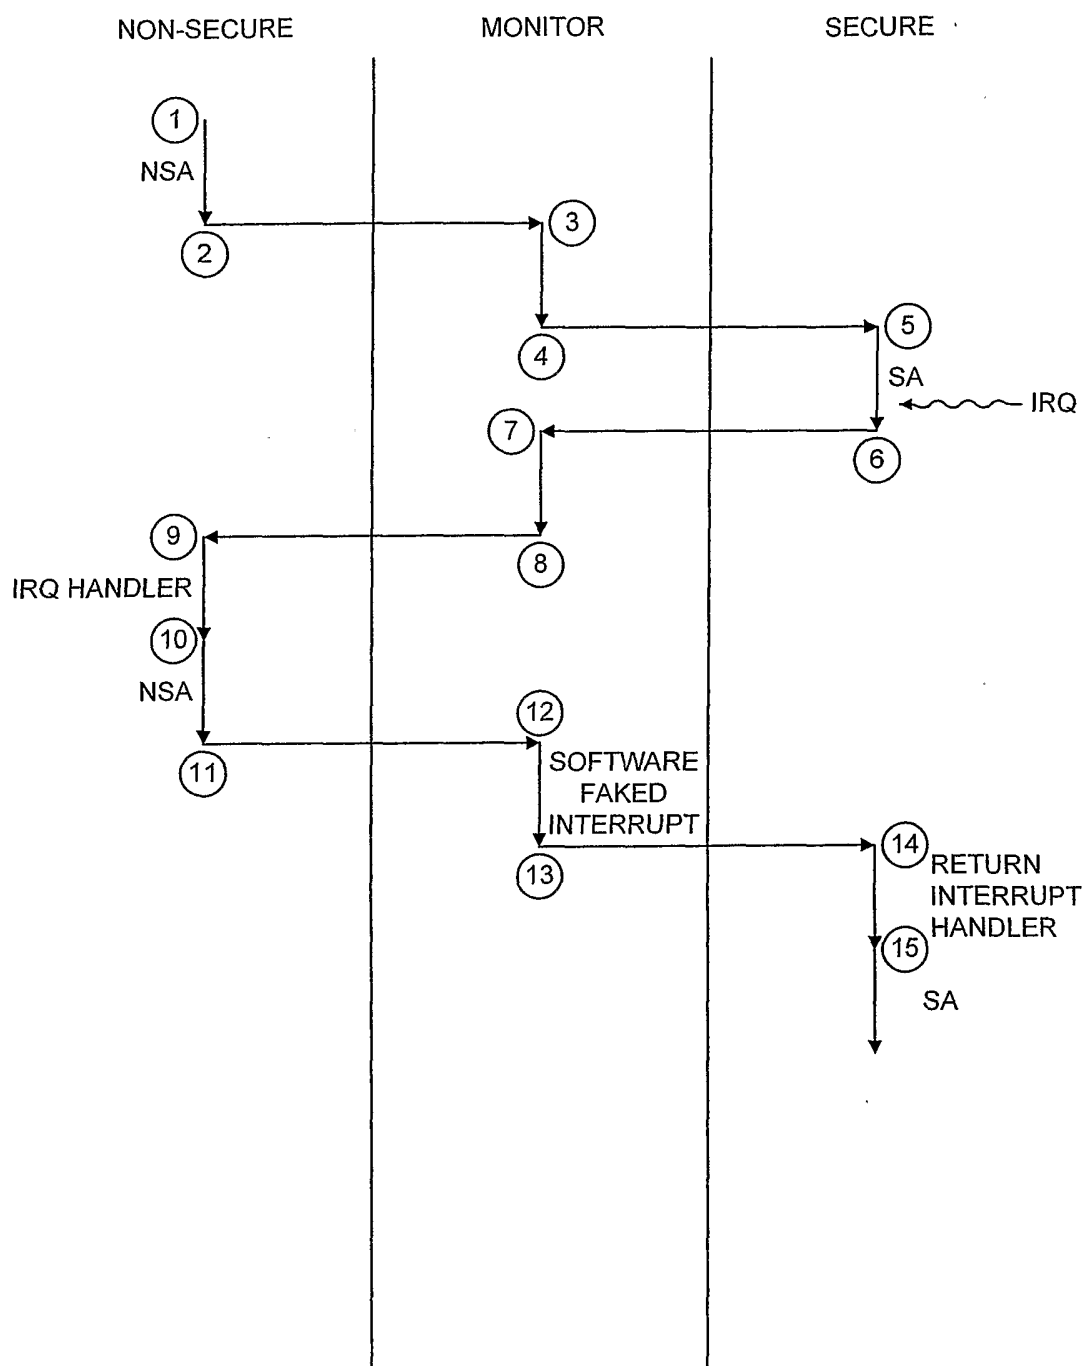 NON-SECURE
MONITOR
SECURE
1
NSA
2
3
4
5
SA
IRQ
6
7
8
9
IRQ HANDLER
10
NSA
11
12
SOFTWARE
FAKED
INTERRUPT
13
14
RETURN
INTERRUPT
HANDLER
15
SA